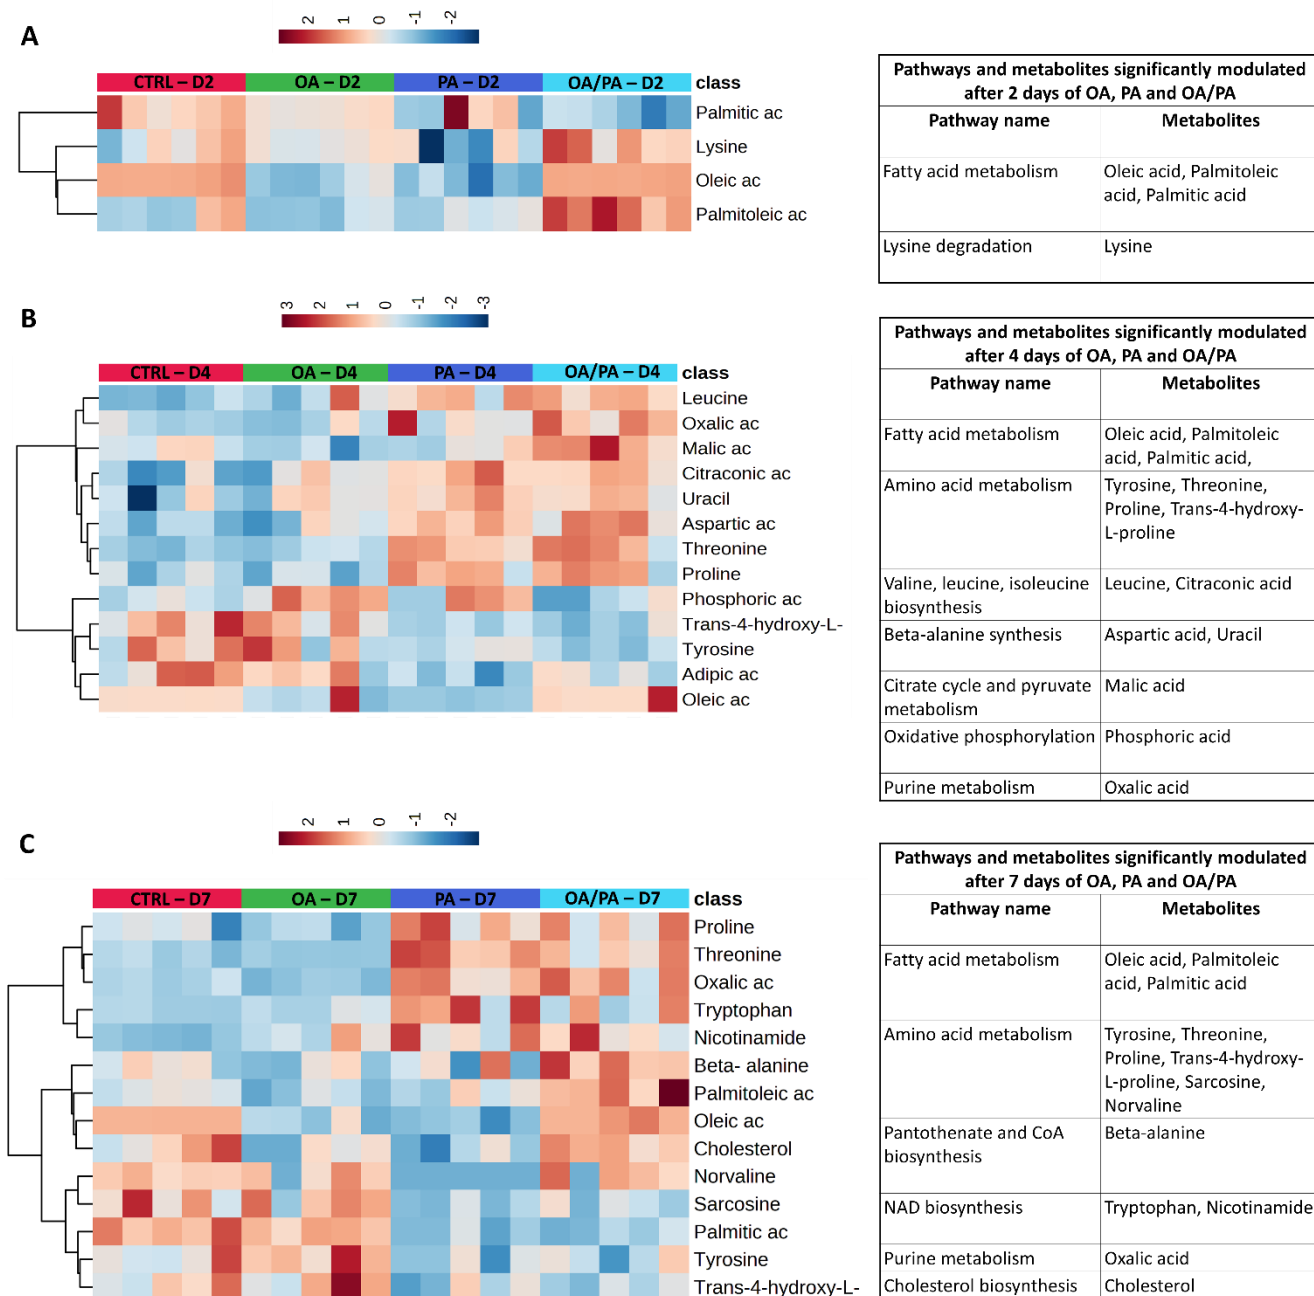 A
2 1 0 -1 -2
CTRL – D2 OA – D2 PA – D2 OA/PA – D2 class
Palmitic ac
Lysine
Oleic ac
Palmitoleic ac
Pathways and metabolites significantly modulated
after 2 days of OA, PA and OA/PA
Pathway name Metabolites
Fatty acid metabolism Oleic acid, Palmitoleic
acid, Palmitic acid
Lysine degradation Lysine
B
3 2 1 0 -1 -2 -3
CTRL – D4 OA – D4 PA – D4 OA/PA – D4 class
Leucine
Oxalic ac
Malic ac
Citraconic ac
Uracil
Aspartic ac
Threonine
Proline
Phosphoric ac
Trans-4-hydroxy-L-
Tyrosine
Adipic ac
Oleic ac
Pathways and metabolites significantly modulated
after 4 days of OA, PA and OA/PA
Pathway name Metabolites
Fatty acid metabolism Oleic acid, Palmitoleic
acid, Palmitic acid,
Amino acid metabolism Tyrosine, Threonine,
Proline, Trans-4-hydroxy-
L-proline
Valine, leucine, isoleucine Leucine, Citraconic acid
biosynthesis
Beta-alanine synthesis Aspartic acid, Uracil
Citrate cycle and pyruvate Malic acid
metabolism
Oxidative phosphorylation Phosphoric acid
Purine metabolism Oxalic acid
C
2 1 0 -1 -2
CTRL – D7 OA – D7 PA – D7 OA/PA – D7 class
Proline
Threonine
Oxalic ac
Tryptophan
Nicotinamide
Beta- alanine
Palmitoleic ac
Oleic ac
Cholesterol
Norvaline
Sarcosine
Palmitic ac
Tyrosine
Trans-4-hydroxy-L-
Pathways and metabolites significantly modulated
after 7 days of OA, PA and OA/PA
Pathway name Metabolites
Fatty acid metabolism Oleic acid, Palmitoleic
acid, Palmitic acid
Amino acid metabolism Tyrosine, Threonine,
Proline, Trans-4-hydroxy-
L-proline, Sarcosine,
Norvaline
Pantothenate and CoA Beta-alanine
biosynthesis
NAD biosynthesis Tryptophan, Nicotinamide
Purine metabolism Oxalic acid
Cholesterol biosynthesis Cholesterol